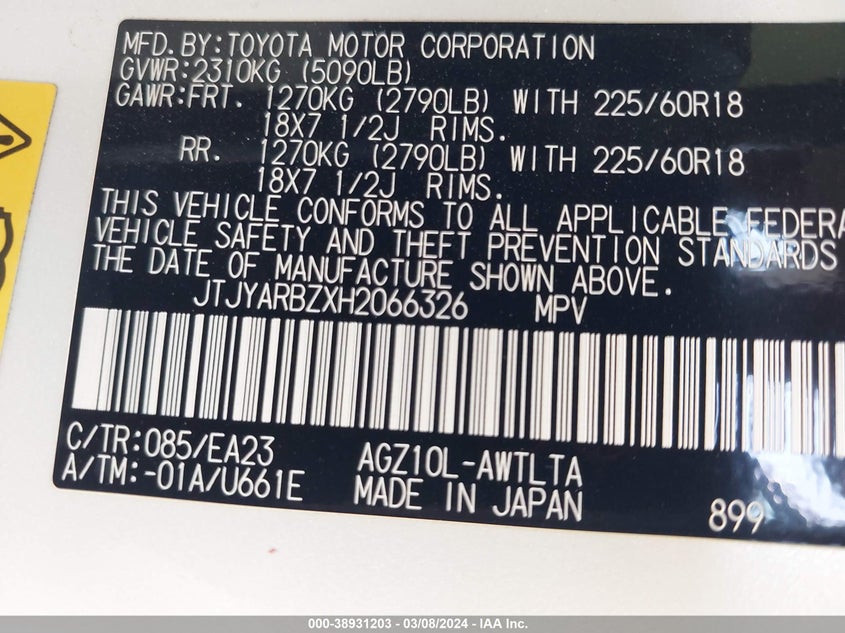 MFD. BY: TOYOTA MOTOR CORPORATION
GVWR: 2310KG (5090LB)
GAWR: FRT. 1270KG (2790LB) WITH 225/60R18
18X7 1/2J RIMS.
RR. 1270KG (2790LB) WITH 225/60R18
18X7 1/2J RIMS.
THIS VEHICLE CONFORMS TO ALL APPLICABLE FEDERA
VEHICLE SAFETY AND THEFT PREVENTION STANDARDS
THE DATE OF MANUFACTURE SHOWN ABOVE.
JTJYARBZXH2066326 MPV
C/TR: 085/EA23 AGZ10L-AWTLTA
A/TM: -01A/U661E MADE IN JAPAN 899
000-38931203 - 03/08/2024 - IAA Inc.